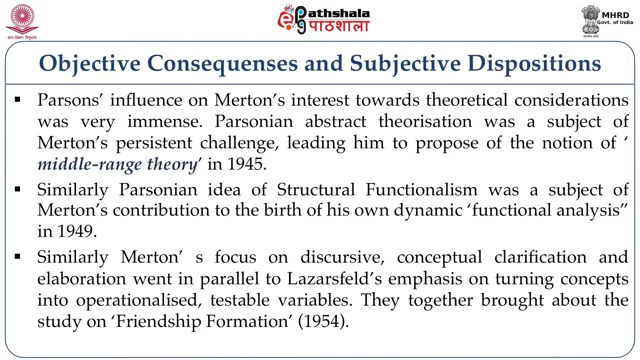 Pathshala
पाठशाला
MHRD
Govt. of India
Objective Consequenses and Subjective Dispositions
▪ Parsons’ influence on Merton’s interest towards theoretical considerations
was very immense. Parsonian abstract theorisation was a subject of
Merton’s persistent challenge, leading him to propose of the notion of ‘
middle-range theory’ in 1945.
▪ Similarly Parsonian idea of Structural Functionalism was a subject of
Merton’s contribution to the birth of his own dynamic ‘functional analysis”
in 1949.
▪ Similarly Merton’ s focus on discursive, conceptual clarification and
elaboration went in parallel to Lazarsfeld’s emphasis on turning concepts
into operationalised, testable variables. They together brought about the
study on ‘Friendship Formation’ (1954).